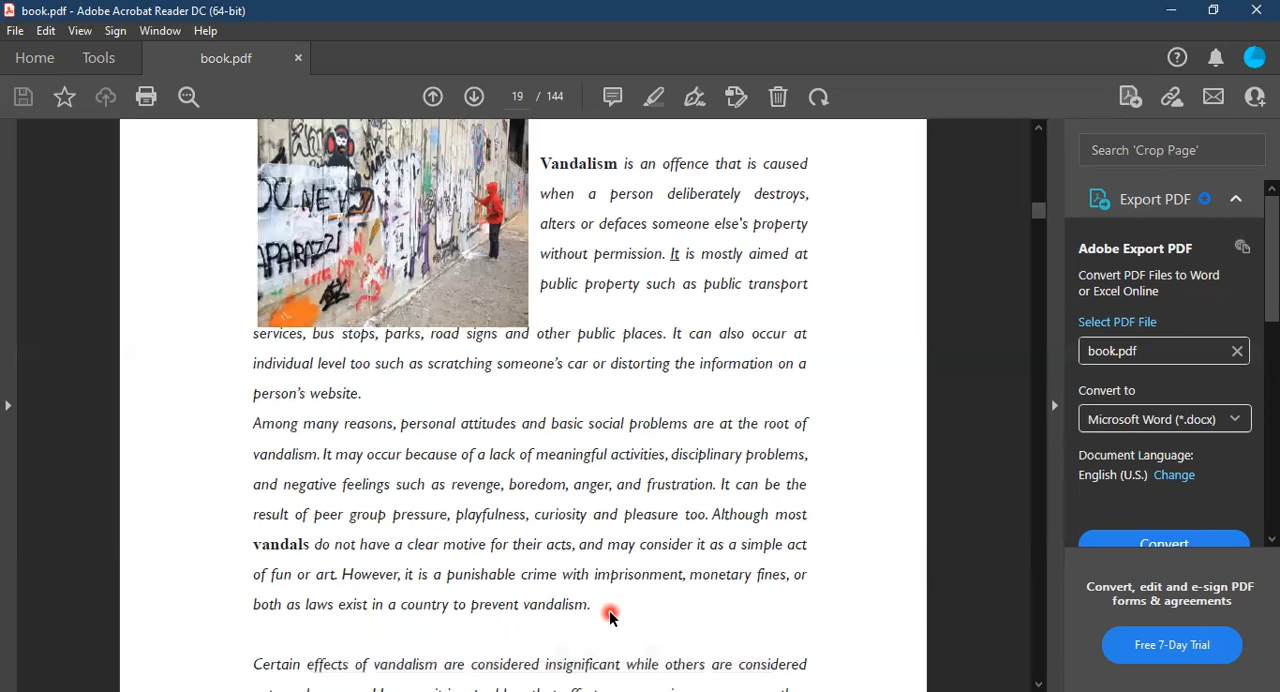 book.pdf - Adobe Acrobat Reader DC (64-bit)
File Edit View Sign Window Help
Home Tools book.pdf ×
19 / 144
Search 'Crop Page'
Export PDF
Adobe Export PDF
Convert PDF Files to Word
or Excel Online
Select PDF File
book.pdf
Convert to
Microsoft Word (*.docx)
Document Language:
English (U.S.) Change
Convert
Convert, edit and e-sign PDF
forms & agreements
Free 7-Day Trial
APARAZZI
Vandalism is an offence that is caused
when a person deliberately destroys,
alters or defaces someone else's property
without permission. It is mostly aimed at
public property such as public transport
services, bus stops, parks, road signs and other public places. It can also occur at
individual level too such as scratching someone's car or distorting the information on a
person's website.
Among many reasons, personal attitudes and basic social problems are at the root of
vandalism. It may occur because of a lack of meaningful activities, disciplinary problems,
and negative feelings such as revenge, boredom, anger, and frustration. It can be the
result of peer group pressure, playfulness, curiosity and pleasure too. Although most
vandals do not have a clear motive for their acts, and may consider it as a simple act
of fun or art. However, it is a punishable crime with imprisonment, monetary fines, or
both as laws exist in a country to prevent vandalism.
Certain effects of vandalism are considered insignificant while others are considered